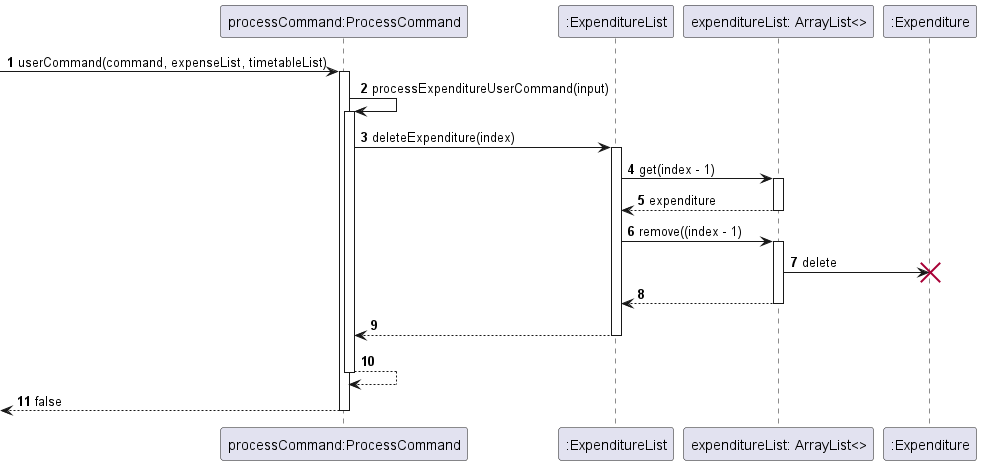 processCommand:ProcessCommand
:ExpenditureList
expenditureList: ArrayList<>
:Expenditure
1 userCommand(command, expenseList, timetableList)
2 processExpenditureUserCommand(input)
3 deleteExpenditure(index)
4 get(index - 1)
5 expenditure
6 remove((index - 1)
7 delete
8
9
10
11 false
processCommand:ProcessCommand
:ExpenditureList
expenditureList: ArrayList<>
:Expenditure